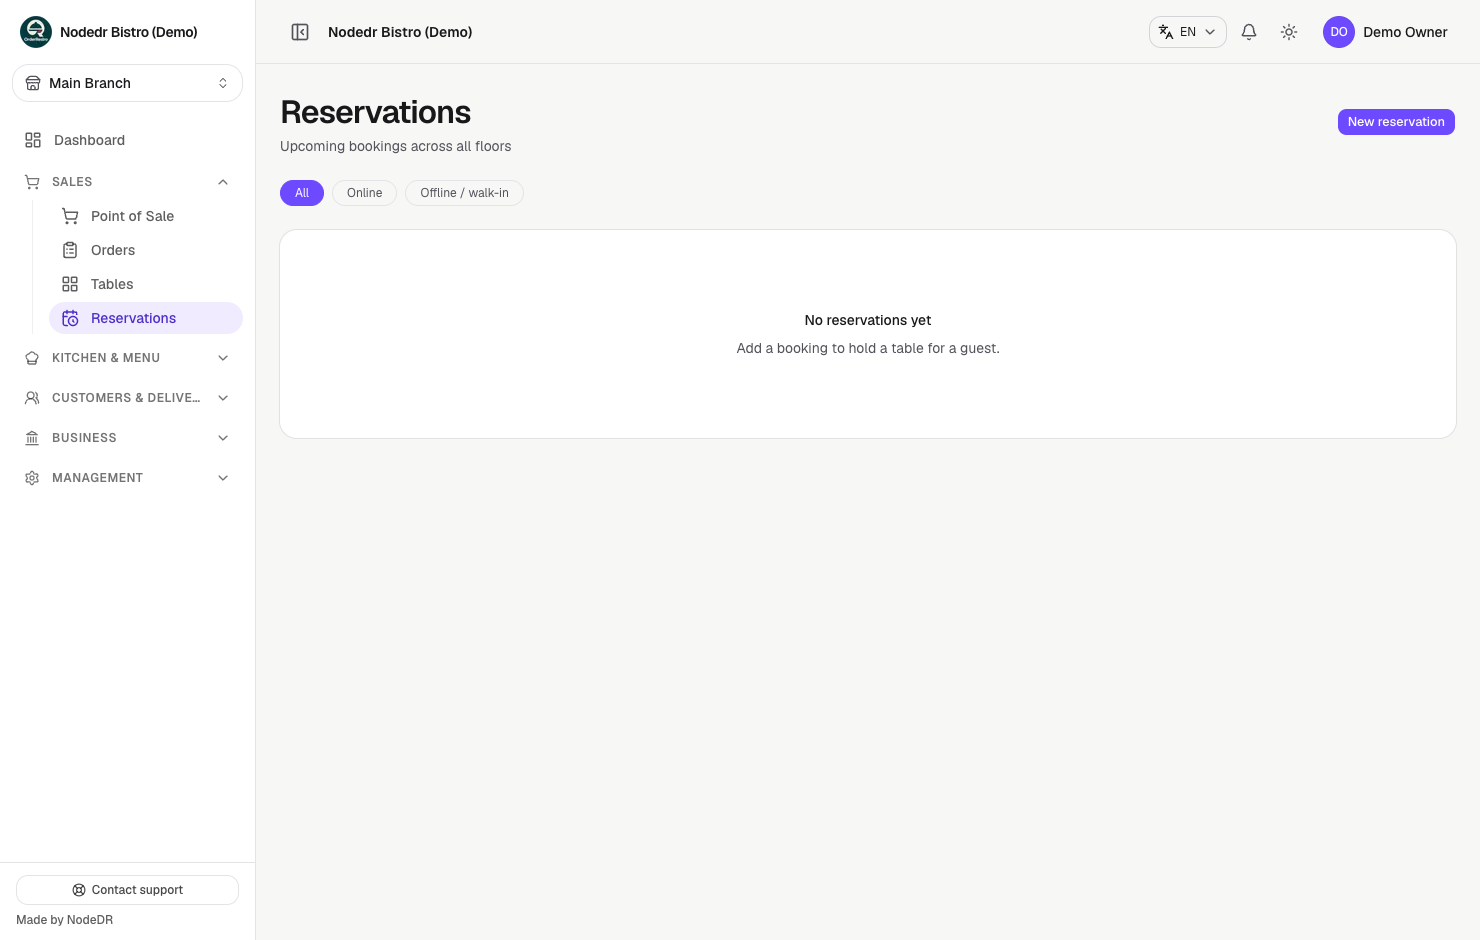 Nodedr Bistro (Demo)
Main Branch
Dashboard
SALES
Point of Sale
Orders
Tables
Reservations
KITCHEN & MENU
CUSTOMERS & DELIVE...
BUSINESS
MANAGEMENT
Contact support
Made by NodeDR
Nodedr Bistro (Demo)
EN
DO
Demo Owner
Reservations
Upcoming bookings across all floors
New reservation
All
Online
Offline / walk-in
No reservations yet
Add a booking to hold a table for a guest.